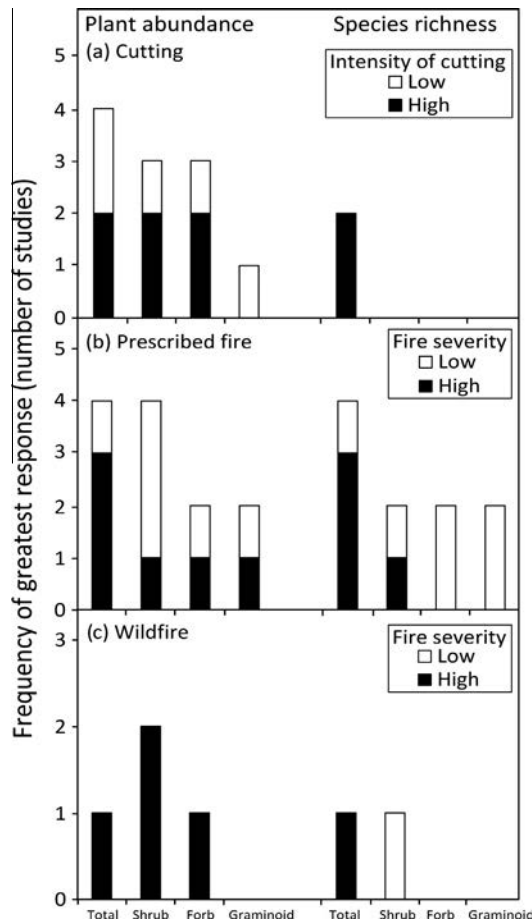 Plant abundance Species richness
(a) Cutting
Intensity of cutting
Low
High
5
4
3
2
1
0
(b) Prescribed fire
Fire severity
Low
High
5
4
3
2
1
0
(c) Wildfire
Fire severity
Low
High
3
2
1
0
Total Shrub Forb Graminoid Total Shrub Forb Graminoid
Frequency of greatest response (number of studies)